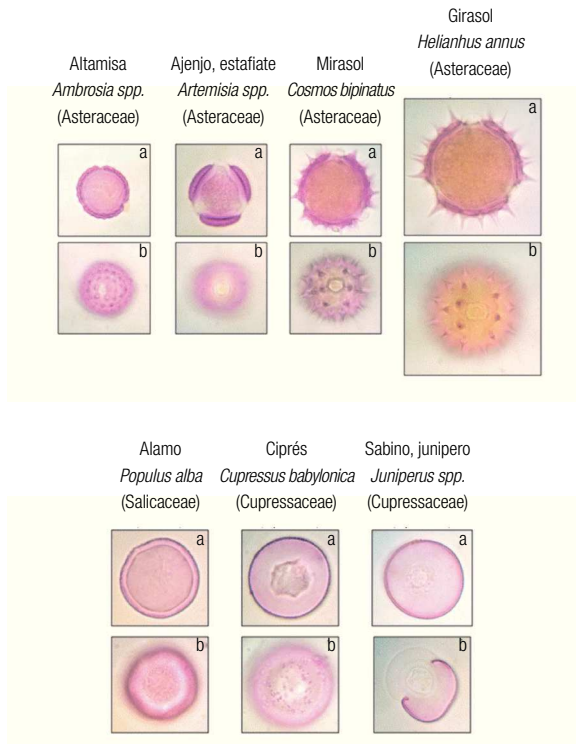 Altamisa
Ambrosia spp.
(Asteraceae)
a
b
Ajenjo, estafiate
Artemisia spp.
(Asteraceae)
a
b
Mirasol
Cosmos bipinatus
(Asteraceae)
a
b
Girasol
Helianhus annus
(Asteraceae)
a
b
Alamo
Populus alba
(Salicaceae)
a
b
Ciprés
Cupressus babylonica
(Cupressaceae)
a
b
Sabino, junipero
Juniperus spp.
(Cupressaceae)
a
b